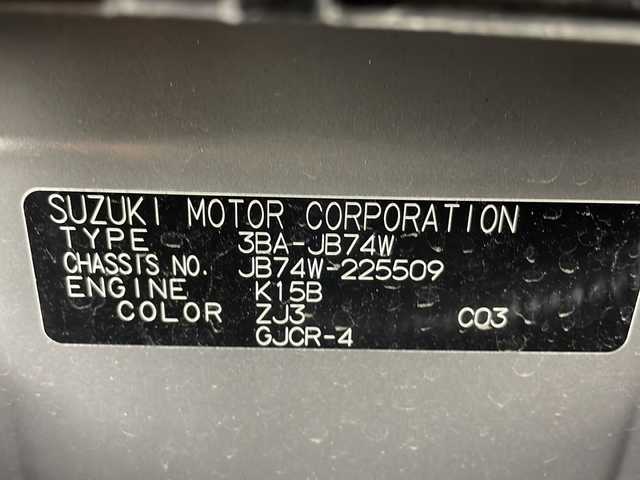 SUZUKI MOTOR CORPORATION
TYPE 3BA-JB74W
CHASSIS NO. JB74W-225509
ENGINE K15B
COLOR ZJ3 CQ3
GJCR-4